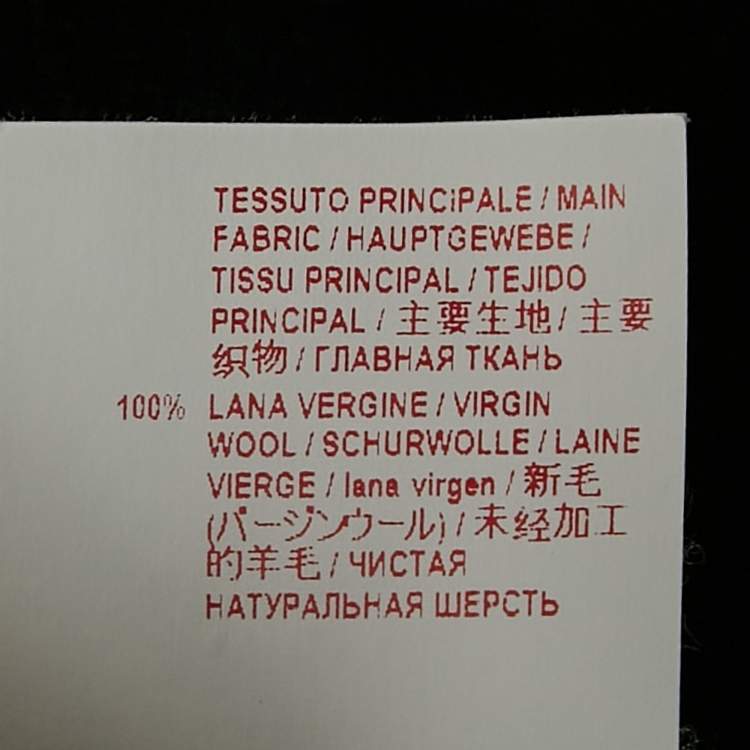 TESSUTO PRINCIPALE / MAIN
FABRIC / HAUPTGEWEBE /
TISSU PRINCIPAL / TEJIDO
PRINCIPAL / 主要生地 / 主要
织物 / ГЛАВНАЯ ТКАНЬ
100% LANA VERGINE / VIRGIN
WOOL / SCHURWOLLE / LAINE
VIERGE / lana virgen / 新毛
(バージンウール) / 未经加工
的羊毛 / ЧИСТАЯ
НАТУРАЛЬНАЯ ШЕРСТЬ